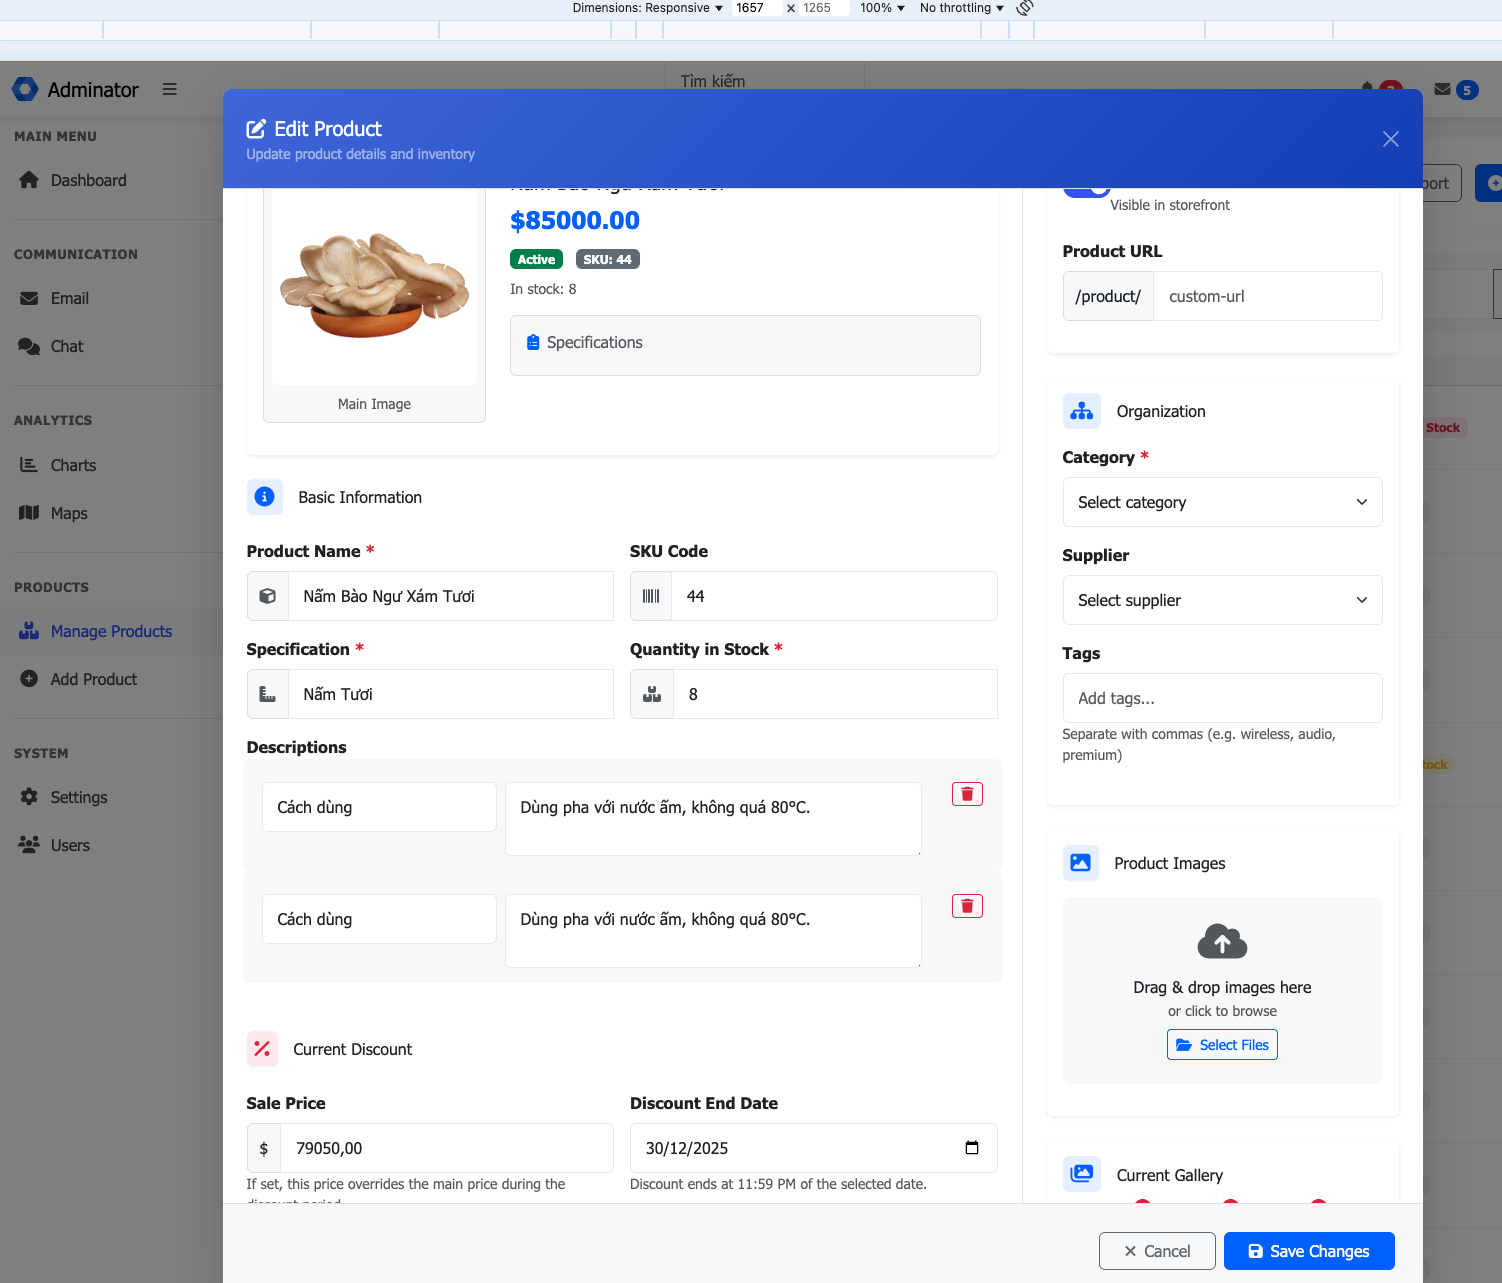 Dimensions: Responsive
1657
x
1265
100%
No throttling
Adminator
Tìm kiếm
5
MAIN MENU
Dashboard
COMMUNICATION
Email
Chat
ANALYTICS
Charts
Maps
PRODUCTS
Manage Products
Add Product
SYSTEM
Settings
Users
Edit Product
Update product details and inventory
Nấm Bào Ngư Xám Tươi
$85000.00
Active
SKU: 44
In stock: 8
Specifications
Main Image
Basic Information
Product Name *
Nấm Bào Ngư Xám Tươi
SKU Code
44
Specification *
Nấm Tươi
Quantity in Stock *
8
Descriptions
Cách dùng
Dùng pha với nước ấm, không quá 80°C.
Cách dùng
Dùng pha với nước ấm, không quá 80°C.
Current Discount
Sale Price
$
79050,00
If set, this price overrides the main price during the
discount period.
Discount End Date
30/12/2025
Discount ends at 11:59 PM of the selected date.
Visible in storefront
Product URL
/product/
custom-url
Organization
Category *
Select category
Supplier
Select supplier
Tags
Add tags...
Separate with commas (e.g. wireless, audio,
premium)
Product Images
Drag & drop images here
or click to browse
Select Files
Current Gallery
Cancel
Save Changes
port
Stock
tock